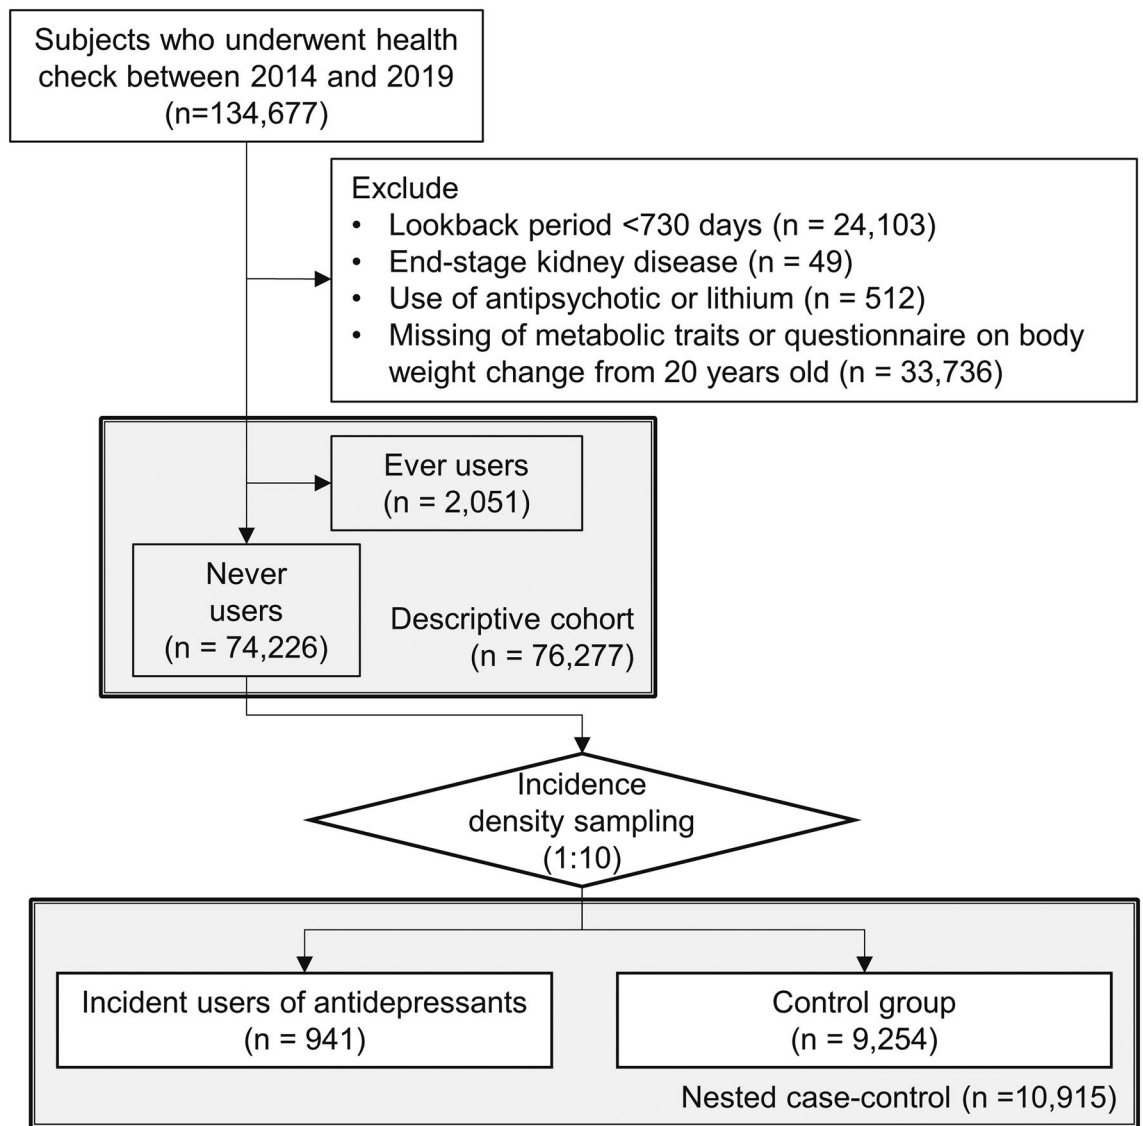 Subjects who underwent health
check between 2014 and 2019
(n=134,677)
Exclude
• Lookback period <730 days (n = 24,103)
• End-stage kidney disease (n = 49)
• Use of antipsychotic or lithium (n = 512)
• Missing of metabolic traits or questionnaire on body
weight change from 20 years old (n = 33,736)
Ever users
(n = 2,051)
Never
users
(n = 74,226)
Descriptive cohort
(n = 76,277)
Incidence
density sampling
(1:10)
Incident users of antidepressants
(n = 941)
Control group
(n = 9,254)
Nested case-control (n =10,915)